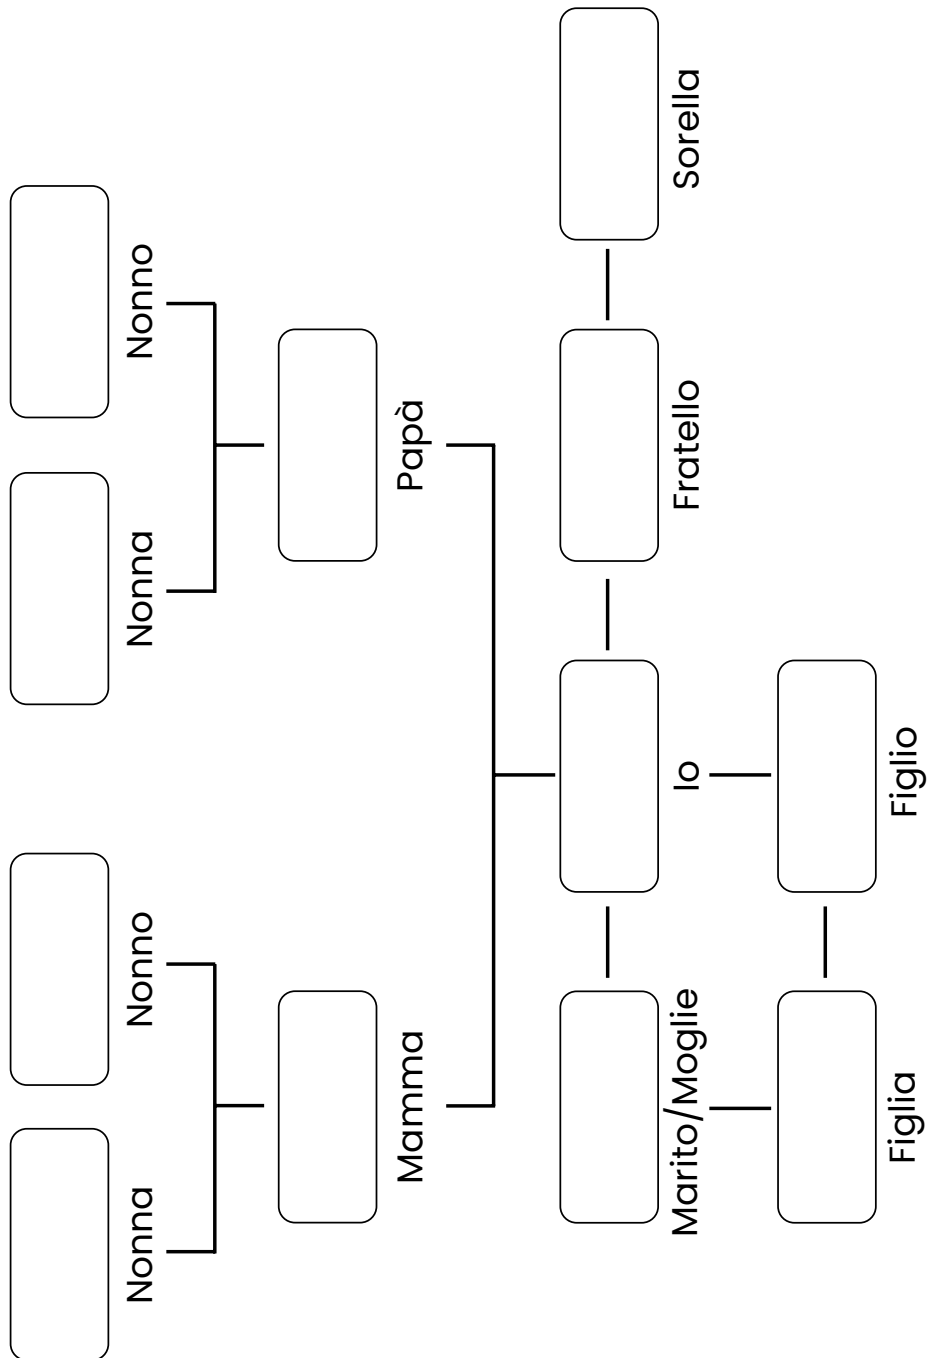 Nonna
Nonno
Nonna
Nonno
Mamma
Papà
Marito/Moglie
Io
Fratello
Sorella
Figlia
Figlio